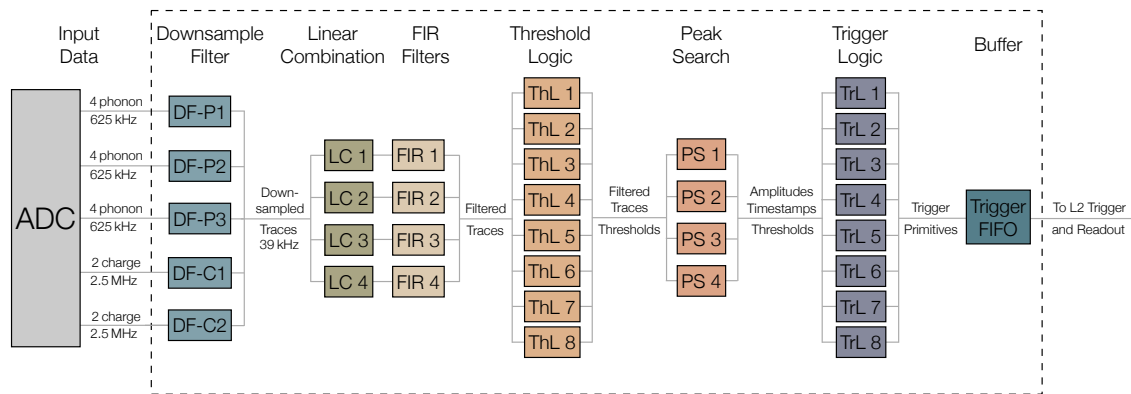 Input
Data
Downsample
Filter
Linear
Combination
FIR
Filters
Threshold
Logic
Peak
Search
Trigger
Logic
Buffer
ADC
4 phonon
625 kHz
4 phonon
625 kHz
4 phonon
625 kHz
2 charge
2.5 MHz
2 charge
2.5 MHz
DF-P1
DF-P2
DF-P3
DF-C1
DF-C2
Down-
sampled
Traces
39 kHz
LC 1
LC 2
LC 3
LC 4
FIR 1
FIR 2
FIR 3
FIR 4
Filtered
Traces
ThL 1
ThL 2
ThL 3
ThL 4
ThL 5
ThL 6
ThL 7
ThL 8
Filtered
Traces
Thresholds
PS 1
PS 2
PS 3
PS 4
Amplitudes
Timestamps
Thresholds
TrL 1
TrL 2
TrL 3
TrL 4
TrL 5
TrL 6
TrL 7
TrL 8
Trigger
Primitives
Trigger
FIFO
To L2 Trigger
and Readout